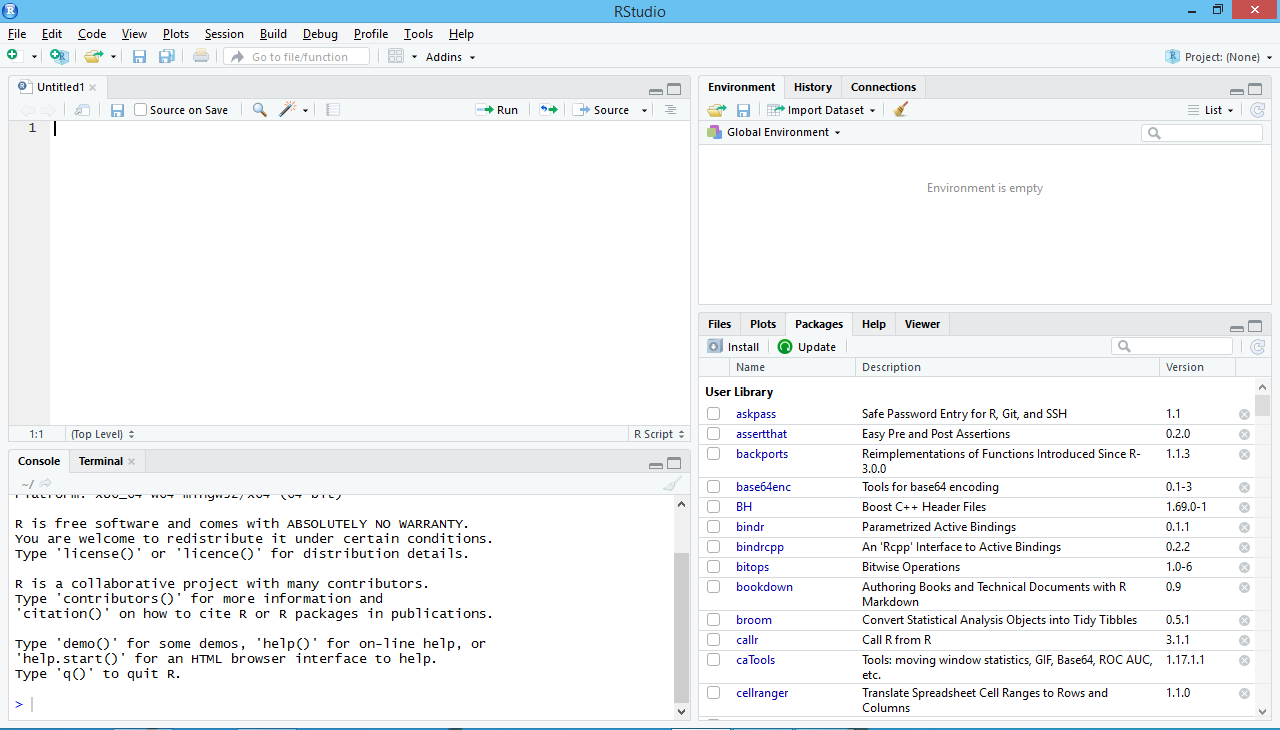 RStudio
File Edit Code View Plots Session Build Debug Profile Tools Help
Go to file/function Addins Project: (None)
Untitled1
Source on Save Run Source
1
1:1 (Top Level) R Script
Console Terminal
~/
Platform: x86_64-w64-mingw32/x64 (64-bit)
R is free software and comes with ABSOLUTELY NO WARRANTY.
You are welcome to redistribute it under certain conditions.
Type 'license()' or 'licence()' for distribution details.
R is a collaborative project with many contributors.
Type 'contributors()' for more information and
'citation()' on how to cite R or R packages in publications.
Type 'demo()' for some demos, 'help()' for on-line help, or
'help.start()' for an HTML browser interface to help.
Type 'q()' to quit R.
>
Environment History Connections
Import Dataset List
Global Environment
Environment is empty
Files Plots Packages Help Viewer
Install Update
Name Description Version
User Library
askpass Safe Password Entry for R, Git, and SSH 1.1
assertthat Easy Pre and Post Assertions 0.2.0
backports Reimplementations of Functions Introduced Since R- 1.1.3
3.0.0
base64enc Tools for base64 encoding 0.1-3
BH Boost C++ Header Files 1.69.0-1
bindr Parametrized Active Bindings 0.1.1
bindrcpp An 'Rcpp' Interface to Active Bindings 0.2.2
bitops Bitwise Operations 1.0-6
bookdown Authoring Books and Technical Documents with R 0.9
Markdown
broom Convert Statistical Analysis Objects into Tidy Tibbles 0.5.1
callr Call R from R 3.1.1
caTools Tools: moving window statistics, GIF, Base64, ROC AUC, 1.17.1.1
etc.
cellranger Translate Spreadsheet Cell Ranges to Rows and 1.1.0
Columns